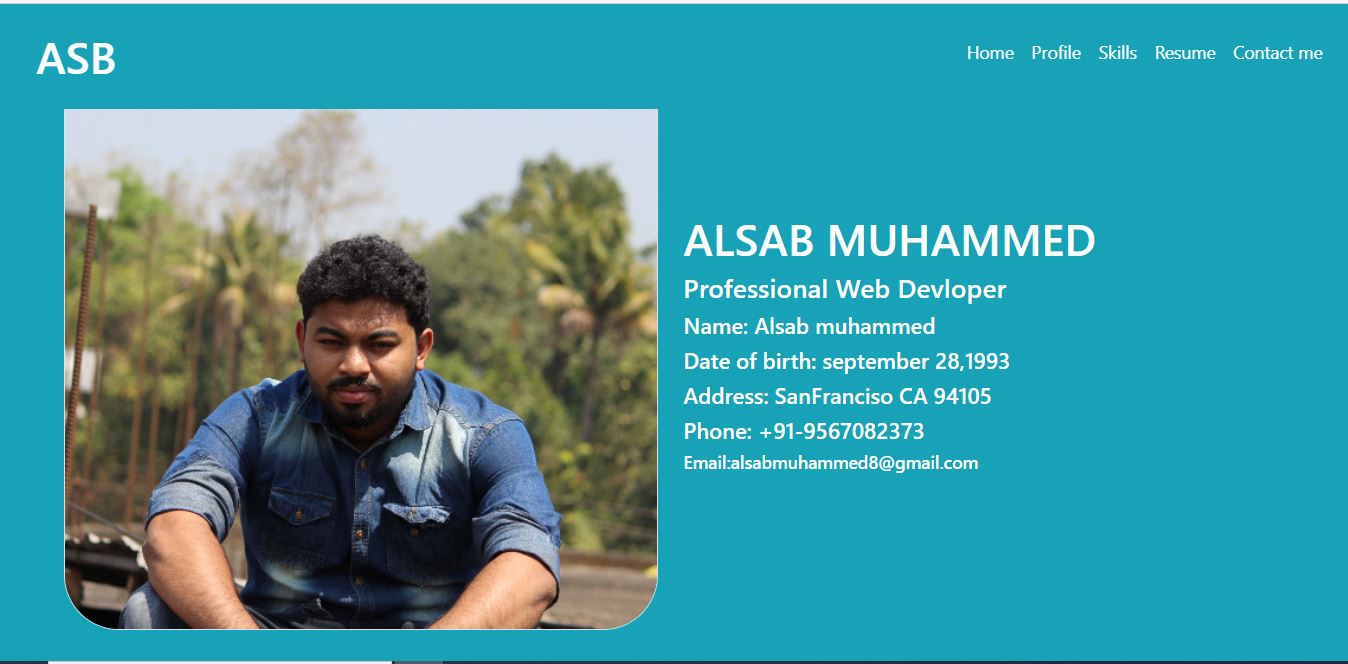 ASB
Home Profile Skills Resume Contact me
ALSAB MUHAMMED
Professional Web Devloper
Name: Alsab muhammed
Date of birth: september 28,1993
Address: SanFranciso CA 94105
Phone: +91-9567082373
Email:alsabmuhammed8@gmail.com